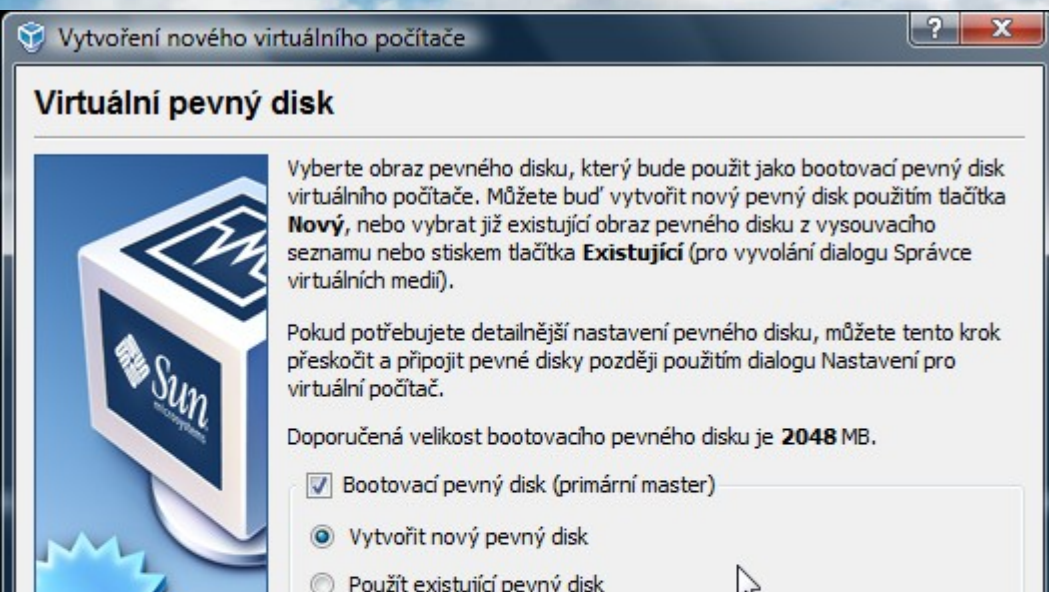 Vytvoření nového virtuálního počítače
Virtuální pevný disk
Vyberte obraz pevného disku, který bude použit jako bootovací pevný disk
virtuálního počítače. Můžete buď vytvořit nový pevný disk použitím tlačítka
Nový, nebo vybrat již existující obraz pevného disku z vysouvacího
seznamu nebo stiskem tlačítka Existující (pro vyvolání dialogu Správce
virtuálních medií).
Pokud potřebujete detailnější nastavení pevného disku, můžete tento krok
přeskočit a připojit pevné disky později použitím dialogu Nastavení pro
virtuální počítač.
Doporučená velikost bootovacího pevného disku je 2048 MB.
Bootovací pevný disk (primární master)
Vytvořit nový pevný disk
Použít existující pevný disk
Sun
microsystems